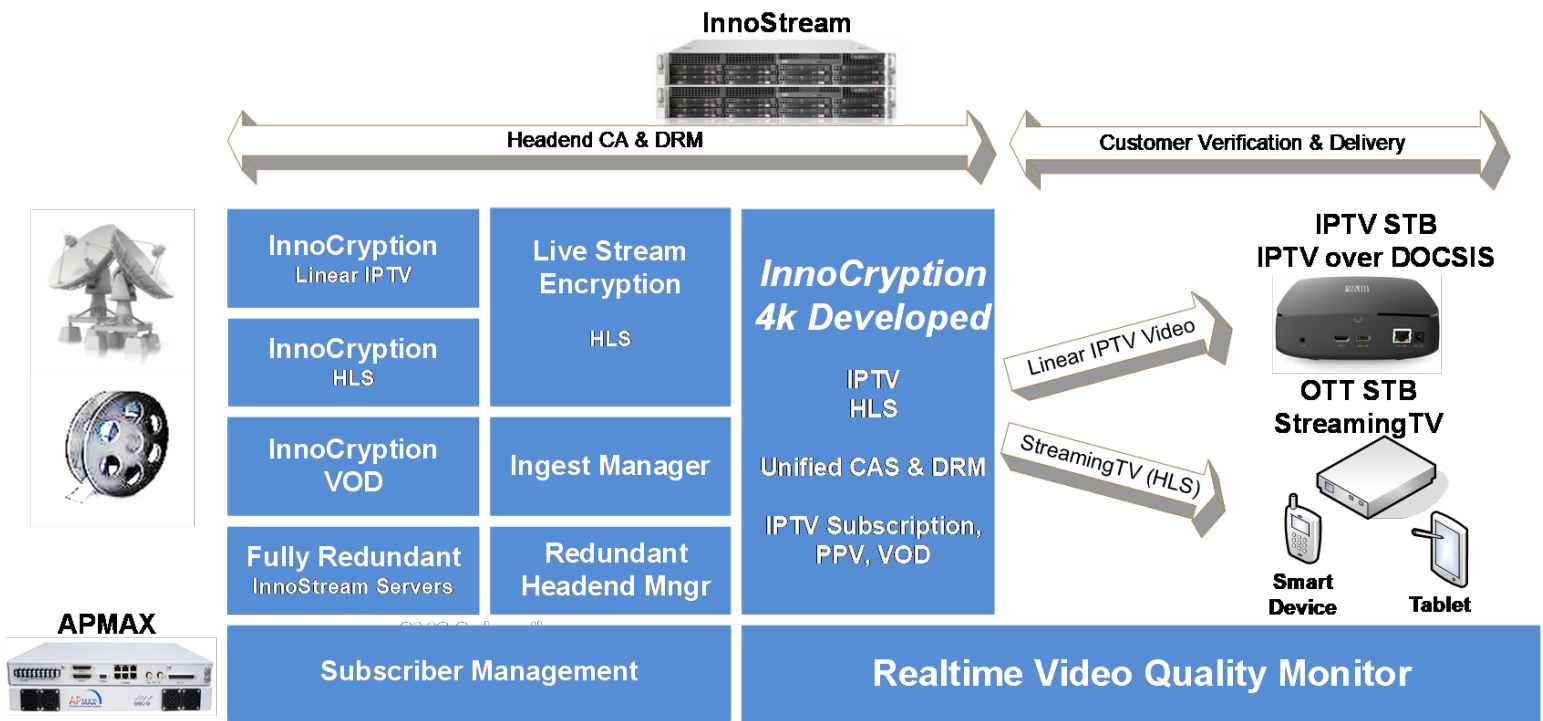 InnoStream
Headend CA & DRM
Customer Verification & Delivery
InnoCryption
Linear IPTV
InnoCryption
HLS
InnoCryption
VOD
Fully Redundant
InnoStream Servers
Live Stream
Encryption
HLS
Ingest Manager
Redundant
Headend Mngr
InnoCryption
4k Developed
IPTV
HLS
Unified CAS & DRM
IPTV Subscription,
PPV, VOD
Linear IPTV Video
StreamingTV (HLS)
IPTV STB
IPTV over DOCSIS
OTT STB
StreamingTV
Smart
Device
Tablet
APMAX
APMAX
Subscriber Management
Realtime Video Quality Monitor